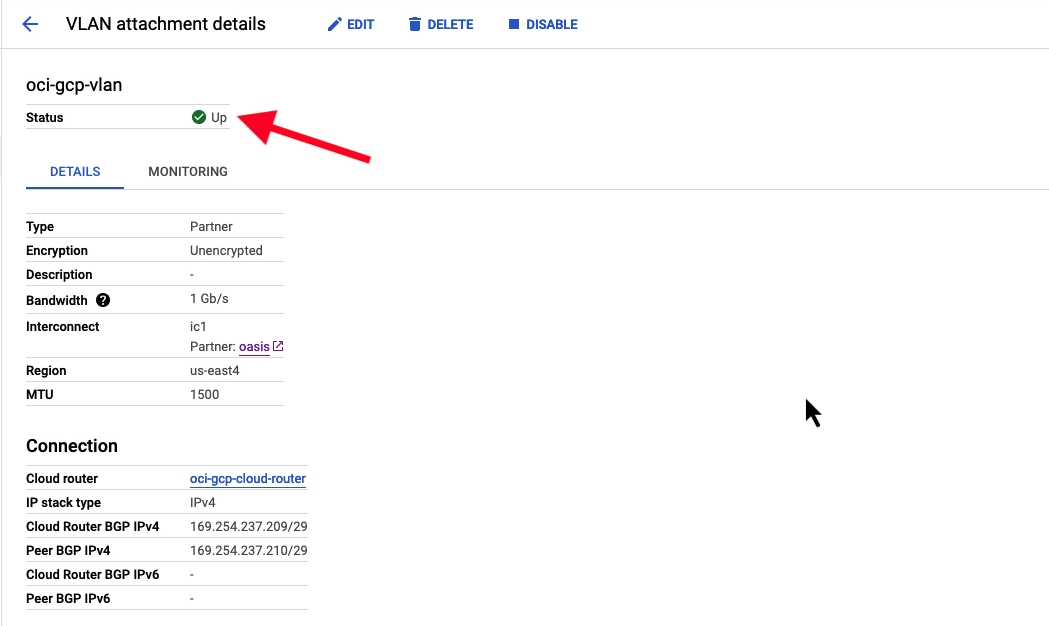 VLAN attachment details EDIT DELETE DISABLE
oci-gcp-vlan
Status Up
DETAILS MONITORING
Type Partner
Encryption Unencrypted
Description -
Bandwidth ? 1 Gb/s
Interconnect ic1
Partner: oasis
Region us-east4
MTU 1500
Connection
Cloud router oci-gcp-cloud-router
IP stack type IPv4
Cloud Router BGP IPv4 169.254.237.209/29
Peer BGP IPv4 169.254.237.210/29
Cloud Router BGP IPv6 -
Peer BGP IPv6 -